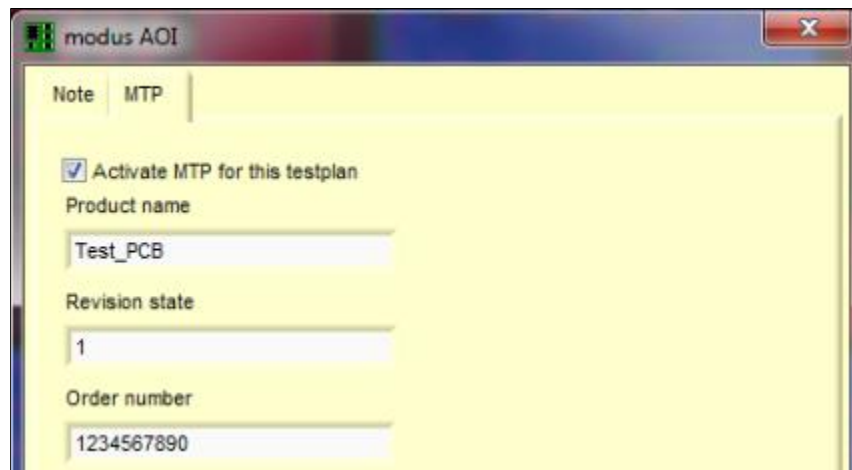 modus AOI
Note MTP
Activate MTP for this testplan
Product name
Test_PCB
Revision state
1
Order number
1234567890